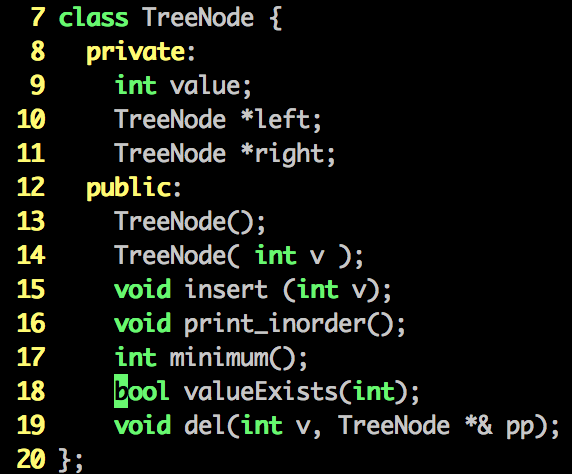 7 class TreeNode {
8   private:
9     int value;
10     TreeNode *left;
11     TreeNode *right;
12   public:
13     TreeNode();
14     TreeNode( int v );
15     void insert (int v);
16     void print_inorder();
17     int minimum();
18     bool valueExists(int);
19     void del(int v, TreeNode *& pp);
20 };